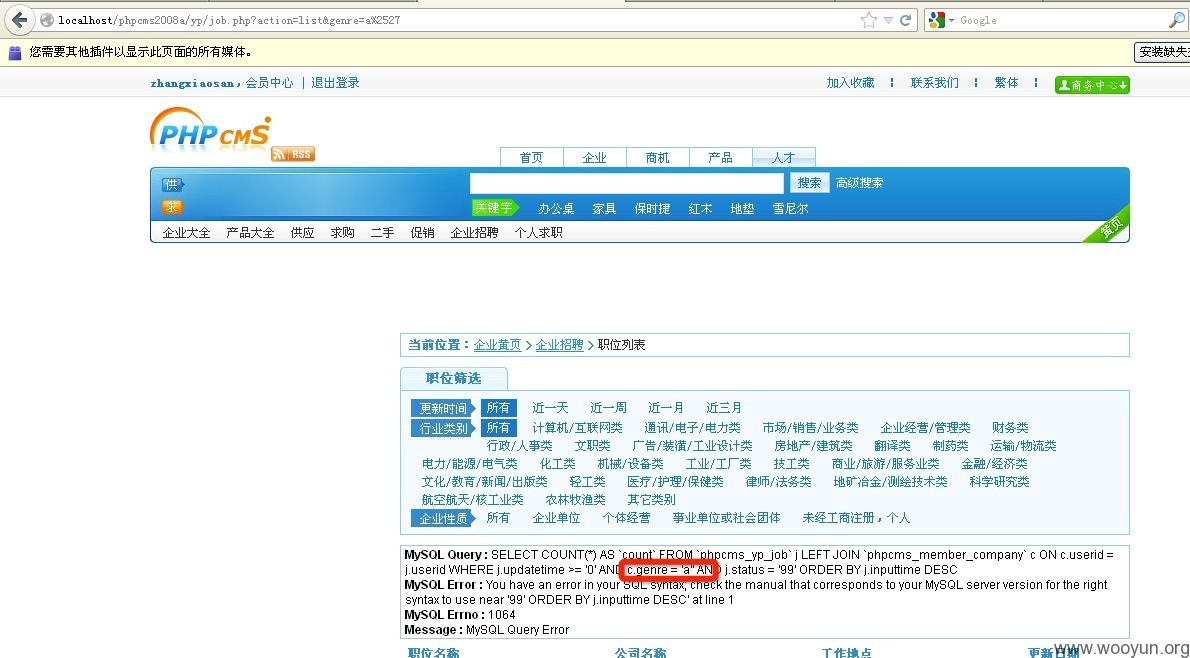 localhost/phpcms2008a/yp/job.php?action=list&genre=a%2527
Google
您需要其他插件以显示此页面的所有媒体。
安装缺失
zhangxiaosan，会员中心 | 退出登录
加入收藏 联系我们 繁体 商务中心
PHPCMS
RSS
首页 企业 商机 产品 人才
供
搜索 高级搜索
求
关键字 办公桌 家具 保时捷 红木 地垫 雪尼尔
企业大全 产品大全 供应 求购 二手 促销 企业招聘 个人求职
黄页
当前位置：企业黄页 > 企业招聘 > 职位列表
职位筛选
更新时间 所有 近一天 近一周 近一月 近三月
行业类别 所有 计算机/互联网类 通讯/电子/电力类 市场/销售/业务类 企业经营/管理类 财务类
行政/人事类 文职类 广告/装潢/工业设计类 房地产/建筑类 翻译类 制药类 运输/物流类
电力/能源/电气类 化工类 机械/设备类 工业/工厂类 技工类 商业/旅游/服务业类 金融/经济类
文化/教育/新闻/出版类 轻工类 医疗/护理/保健类 律师/法务类 地矿冶金/测绘技术类 科学研究类
航空航天/核工业类 农林牧渔类 其它类别
企业性质 所有 企业单位 个体经营 事业单位或社会团体 未经工商注册，个人
MySQL Query : SELECT COUNT(*) AS `count` FROM `phpcms_yp_job` j LEFT JOIN `phpcms_member_company` c ON c.userid =
j.userid WHERE j.updatetime >= '0' AND c.genre = 'a'' AND j.status = '99' ORDER BY j.inputtime DESC
MySQL Error : You have an error in your SQL syntax; check the manual that corresponds to your MySQL server version for the right
syntax to use near '99' ORDER BY j.inputtime DESC' at line 1
MySQL Errno : 1064
Message : MySQL Query Error
职位名称 公司名称 工作地点 更新日期
www.wooyun.org